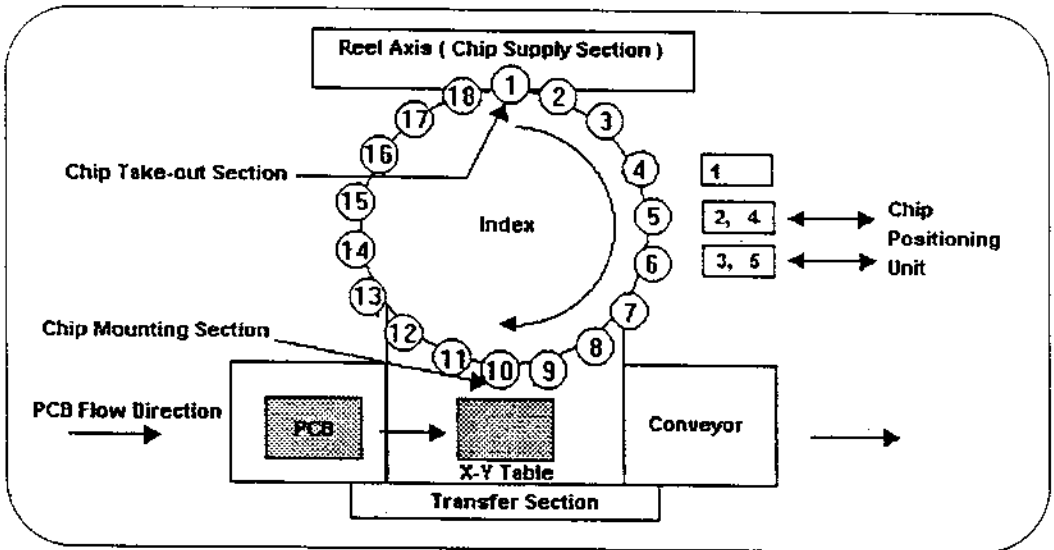 Reel Axis ( Chip Supply Section )
1
2
3
4
5
6
7
8
9
10
11
12
13
14
15
16
17
18
Chip Take-out Section
Index
1
2, 4
3, 5
Chip
Positioning
Unit
Chip Mounting Section
PCB Flow Direction
PCB
X-Y Table
Conveyor
Transfer Section